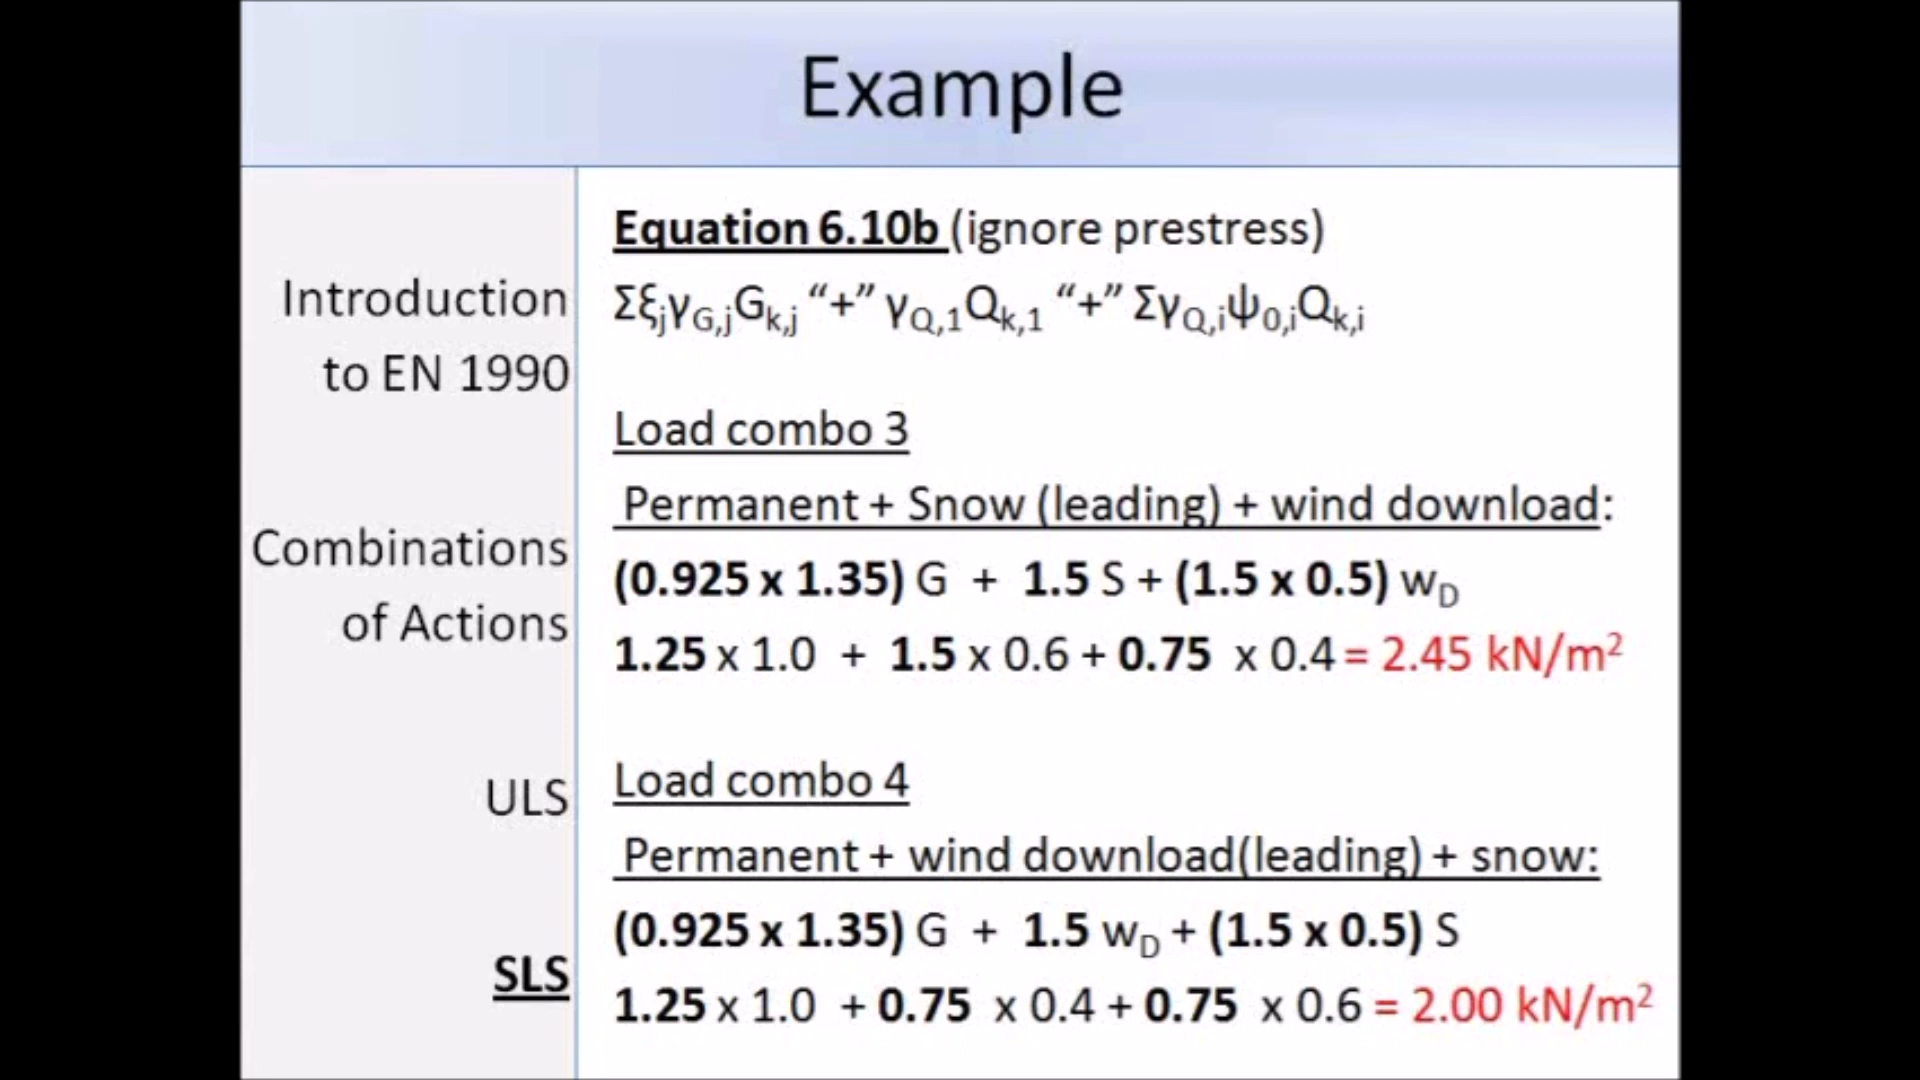 Example
Introduction
to EN 1990
Combinations
of Actions
ULS
SLS
Equation 6.10b (ignore prestress)
ΣξjγG,jGk,j “+” γQ,1Qk,1 “+” ΣγQ,iψ0,iQk,i
Load combo 3
Permanent + Snow (leading) + wind download:
(0.925 x 1.35) G + 1.5 S + (1.5 x 0.5) wD
1.25 x 1.0 + 1.5 x 0.6 + 0.75 x 0.4 = 2.45 kN/m²
Load combo 4
Permanent + wind download(leading) + snow:
(0.925 x 1.35) G + 1.5 wD + (1.5 x 0.5) S
1.25 x 1.0 + 0.75 x 0.4 + 0.75 x 0.6 = 2.00 kN/m²